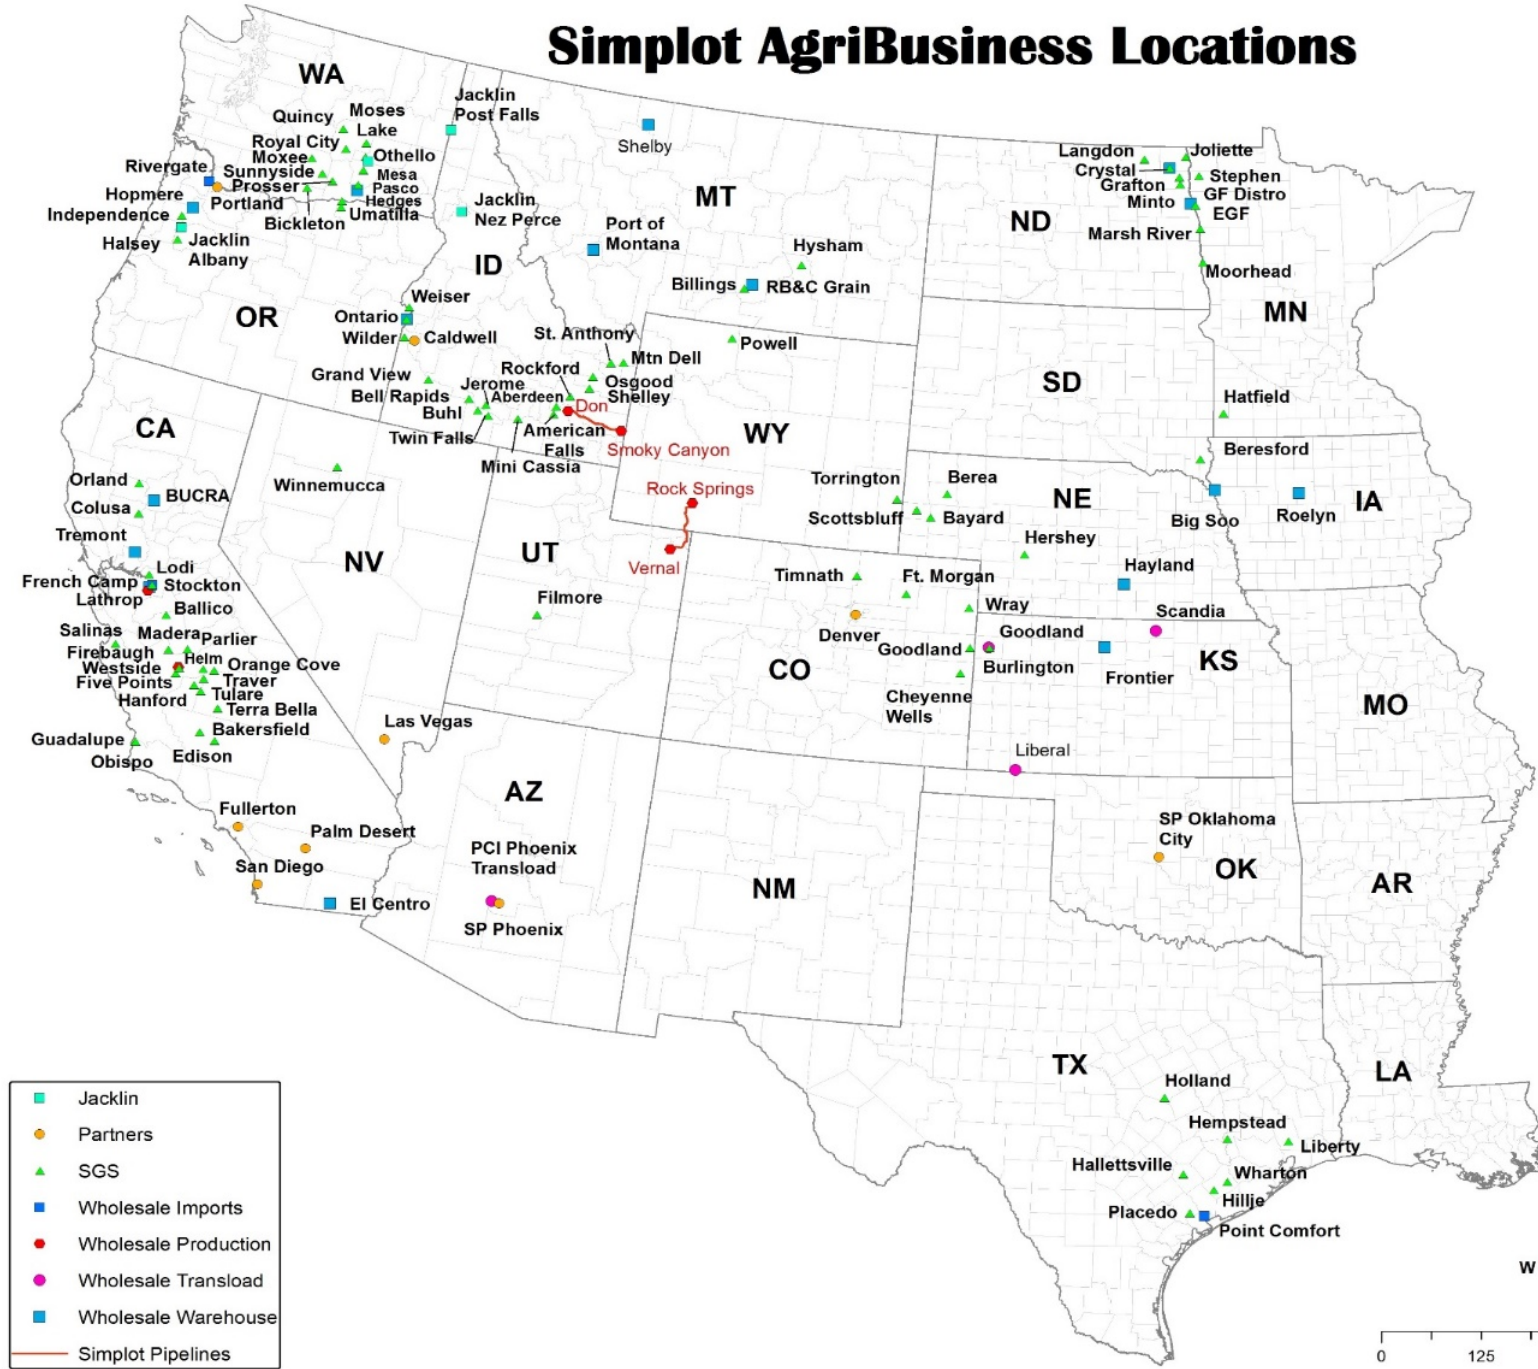 Simplot AgriBusiness Locations
WA
Jacklin
Post Falls
Quincy
Moses
Lake
Royal City
Moxee
Othello
Sunnyside
Mesa
Prosser
Pasco
Hedges
Rivergate
Portland
Hopmere
Bickleton
Umatilla
Independence
Halsey
Jacklin
Albany
Jacklin
Nez Perce
Shelby
MT
Port of
Montana
Hysham
Billings
RB&C Grain
ID
OR
Weiser
Ontario
Wilder
Caldwell
St. Anthony
Mtn Dell
Rockford
Osgood
Shelley
Grand View
Jerome
Bell Rapids
Aberdeen
Don
Buhl
Twin Falls
American
Falls
Mini Cassia
Smoky Canyon
Powell
WY
Rock Springs
Vernal
Torrington
Scottsbluff
Langdon
Joliette
Crystal
Stephen
Grafton
GF Distro
Minto
EGF
ND
Marsh River
Moorhead
MN
SD
Hatfield
Beresford
Berea
Bayard
NE
Hershey
Big Soo
Roelyn
IA
Hayland
CA
Orland
BUCRA
Colusa
Tremont
Lodi
French Camp
Stockton
Lathrop
Ballico
Salinas
Madera
Parlier
Firebaugh
Helm
Westside
Orange Cove
Five Points
Traver
Hanford
Tulare
Terra Bella
Bakersfield
Guadalupe
Obispo
Edison
Winnemucca
NV
UT
Filmore
Las Vegas
Fullerton
Palm Desert
San Diego
El Centro
AZ
PCI Phoenix
Transload
SP Phoenix
Timnath
Ft. Morgan
Wray
Denver
CO
Goodland
Goodland
Burlington
Cheyenne
Wells
Scandia
Frontier
KS
MO
Liberal
NM
SP Oklahoma
City
OK
AR
TX
LA
Holland
Hempstead
Liberty
Hallettsville
Wharton
Hillje
Placedo
Point Comfort
Jacklin
Partners
SGS
Wholesale Imports
Wholesale Production
Wholesale Transload
Wholesale Warehouse
Simplot Pipelines
W
0
125